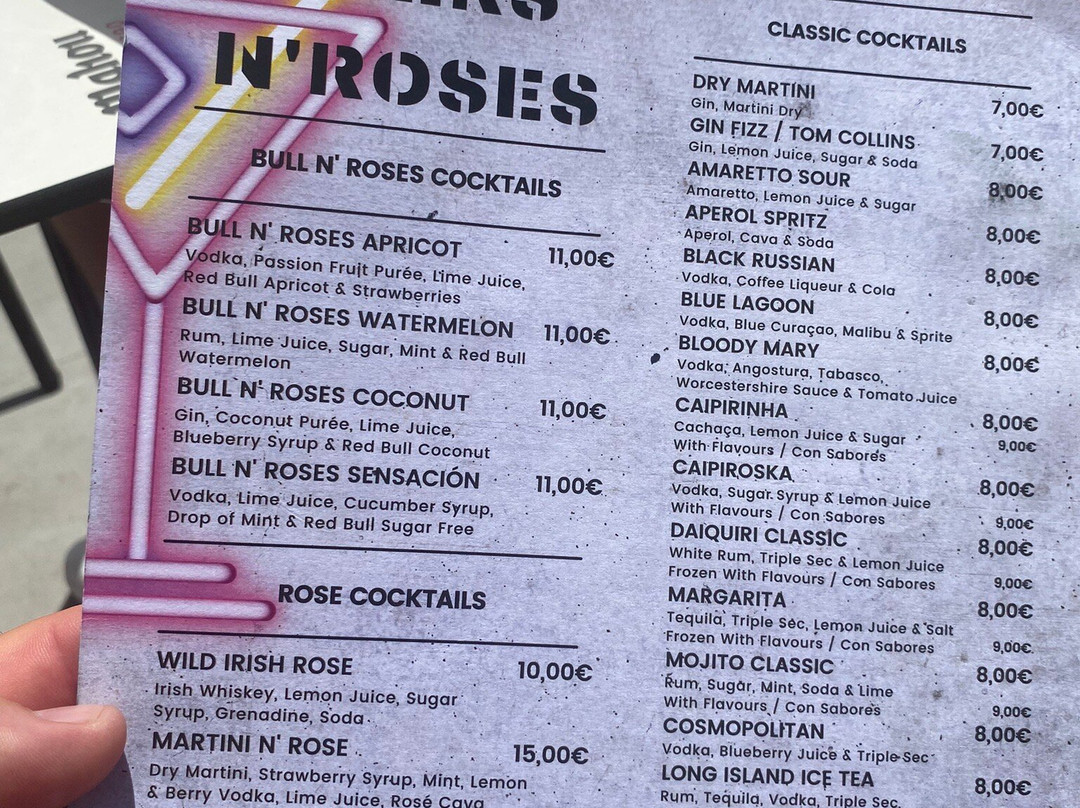 N'ROSES
BULL N' ROSES COCKTAILS
BULL N' ROSES APRICOT 11,00€
Vodka, Passion Fruit Purée, Lime Juice,
Red Bull Apricot & Strawberries
BULL N' ROSES WATERMELON 11,00€
Rum, Lime Juice, Sugar, Mint & Red Bull
Watermelon
BULL N' ROSES COCONUT 11,00€
Gin, Coconut Purée, Lime Juice,
Blueberry Syrup & Red Bull Coconut
BULL N' ROSES SENSACIÓN 11,00€
Vodka, Lime Juice, Cucumber Syrup,
Drop of Mint & Red Bull Sugar Free
ROSE COCKTAILS
WILD IRISH ROSE 10,00€
Irish Whiskey, Lemon Juice, Sugar
Syrup, Grenadine, Soda
MARTINI N' ROSE 15,00€
Dry Martini, Strawberry Syrup, Mint, Lemon
& Berry Vodka, Lime Juice, Rosé Cava
CLASSIC COCKTAILS
DRY MARTINI 7,00€
Gin, Martini Dry
GIN FIZZ / TOM COLLINS 7,00€
Gin, Lemon Juice, Sugar & Soda
AMARETTO SOUR 8,00€
Amaretto, Lemon Juice & Sugar
APEROL SPRITZ 8,00€
Aperol, Cava & Soda
BLACK RUSSIAN 8,00€
Vodka, Coffee Liqueur & Cola
BLUE LAGOON 8,00€
Vodka, Blue Curaçao, Malibu & Sprite
BLOODY MARY 8,00€
Vodka, Angostura, Tabasco,
Worcestershire Sauce & Tomato Juice
CAIPIRINHA 8,00€
Cachaça, Lemon Juice & Sugar
With Flavours / Con Sabores 9,00€
CAIPIROSKA 8,00€
Vodka, Sugar Syrup & Lemon Juice
With Flavours / Con Sabores 9,00€
DAIQUIRI CLASSIC 8,00€
White Rum, Triple Sec & Lemon Juice
Frozen With Flavours / Con Sabores 9,00€
MARGARITA 8,00€
Tequila, Triple Sec, Lemon Juice & Salt
Frozen With Flavours / Con Sabores 9,00€
MOJITO CLASSIC 8,00€
Rum, Sugar, Mint, Soda & Lime
With Flavours / Con Sabores 9,00€
COSMOPOLITAN 8,00€
Vodka, Blueberry Juice & Triple Sec
LONG ISLAND ICE TEA 8,00€
Rum, Tequila, Vodka, Triple Sec,